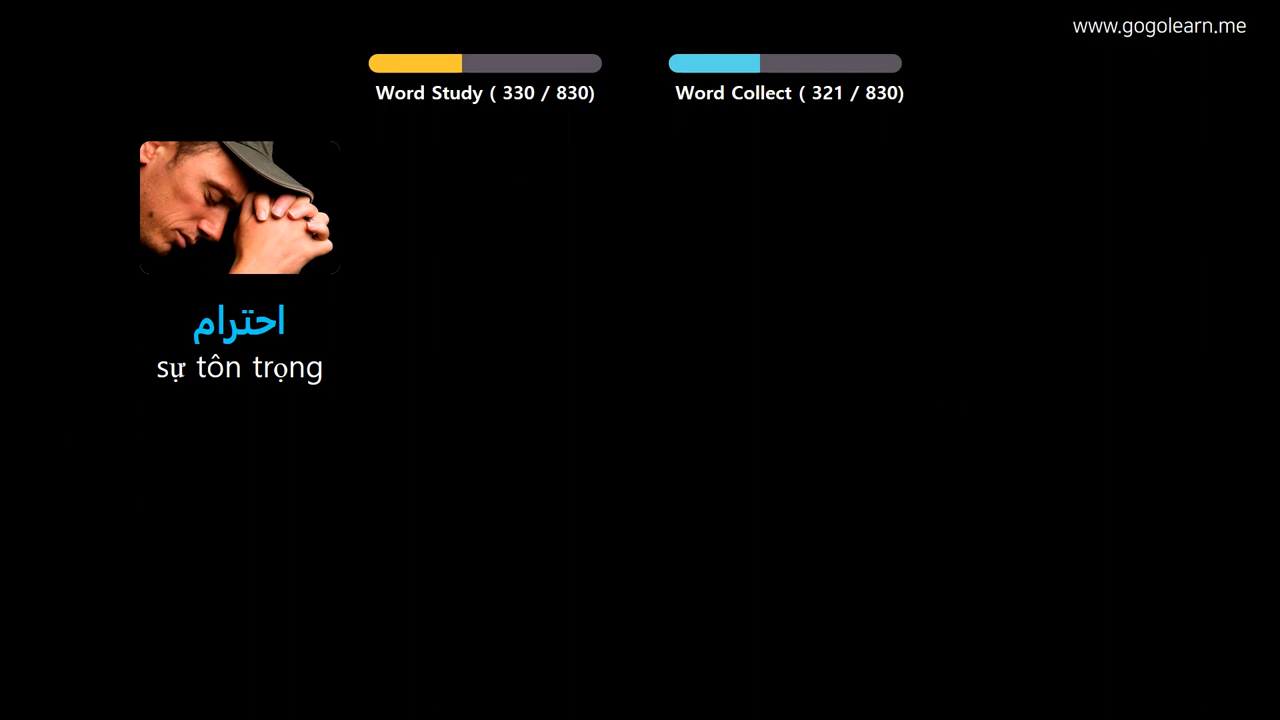 www.gogolearn.me
Word Study ( 330 / 830)
Word Collect ( 321 / 830)
احترام
sự tôn trọng